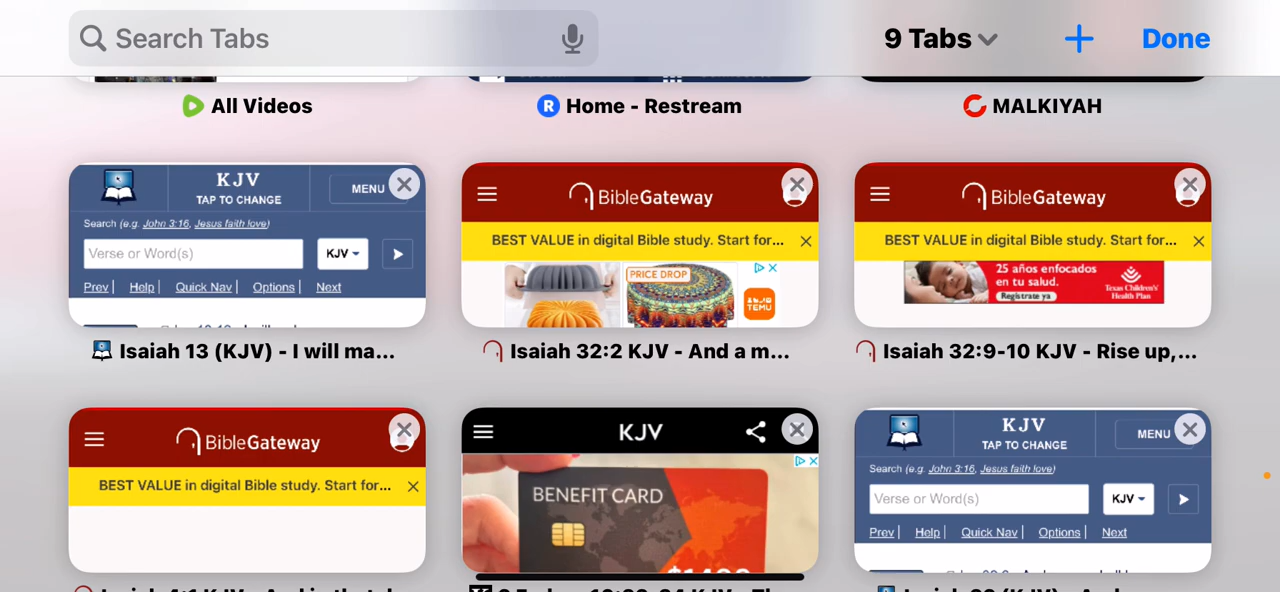 Search Tabs
9 Tabs
Done
All Videos
R Home - Restream
MALKIYAH
KJV
TAP TO CHANGE
MENU
Search (e.g. John 3:16, Jesus faith love)
Verse or Word(s)
KJV
Prev | Help | Quick Nav | Options | Next
Isaiah 13 (KJV) - I will ma...
BibleGateway
BEST VALUE in digital Bible study. Start for...
PRICE DROP
TEMU
Isaiah 32:2 KJV - And a m...
BibleGateway
BEST VALUE in digital Bible study. Start for...
25 años enfocados
en tu salud.
Regístrate ya
Texas Children's
Health Plan
Isaiah 32:9-10 KJV - Rise up,...
BibleGateway
BEST VALUE in digital Bible study. Start for...
KJV
BENEFIT CARD
KJV
TAP TO CHANGE
MENU
Search (e.g. John 3:16, Jesus faith love)
Verse or Word(s)
KJV
Prev | Help | Quick Nav | Options | Next